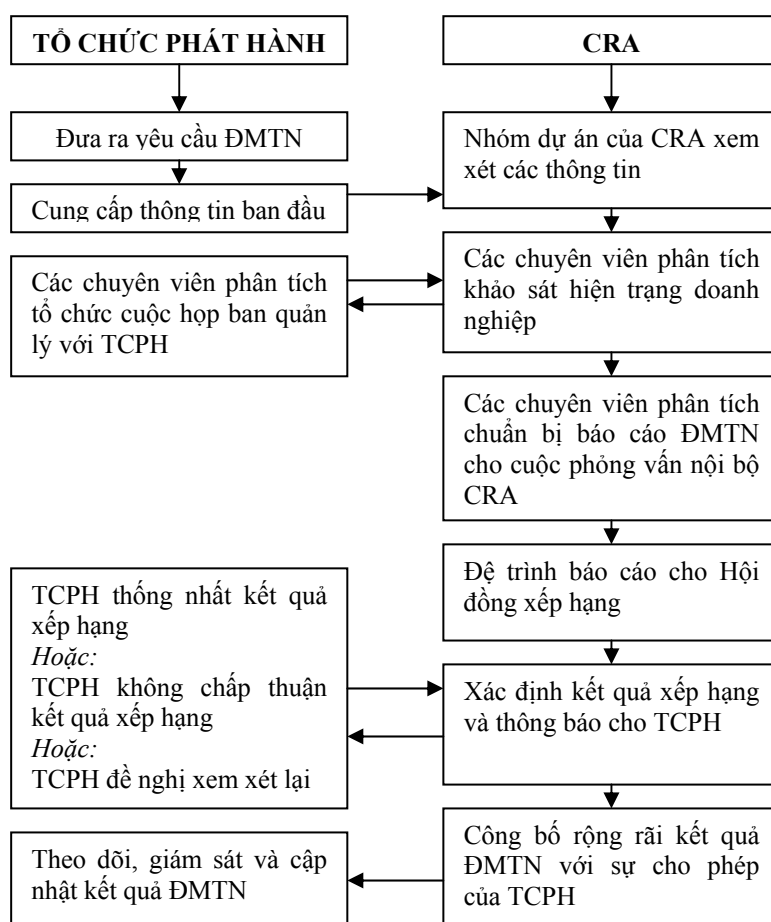 TỔ CHỨC PHÁT HÀNH
CRA
Đưa ra yêu cầu ĐMTN
Nhóm dự án của CRA xem
xét các thông tin
Cung cấp thông tin ban đầu
Các chuyên viên phân tích
tổ chức cuộc họp ban quản
lý với TCPH
Các chuyên viên phân tích
khảo sát hiện trạng doanh
nghiệp
Các chuyên viên phân tích
chuẩn bị báo cáo ĐMTN
cho cuộc phỏng vấn nội bộ
CRA
Đệ trình báo cáo cho Hội
đồng xếp hạng
TCPH thống nhất kết quả
xếp hạng
Hoặc:
TCPH không chấp thuận
kết quả xếp hạng
Hoặc:
TCPH đề nghị xem xét lại
Xác định kết quả xếp hạng
và thông báo cho TCPH
Công bố rộng rãi kết quả
ĐMTN với sự cho phép
của TCPH
Theo dõi, giám sát và cập
nhật kết quả ĐMTN